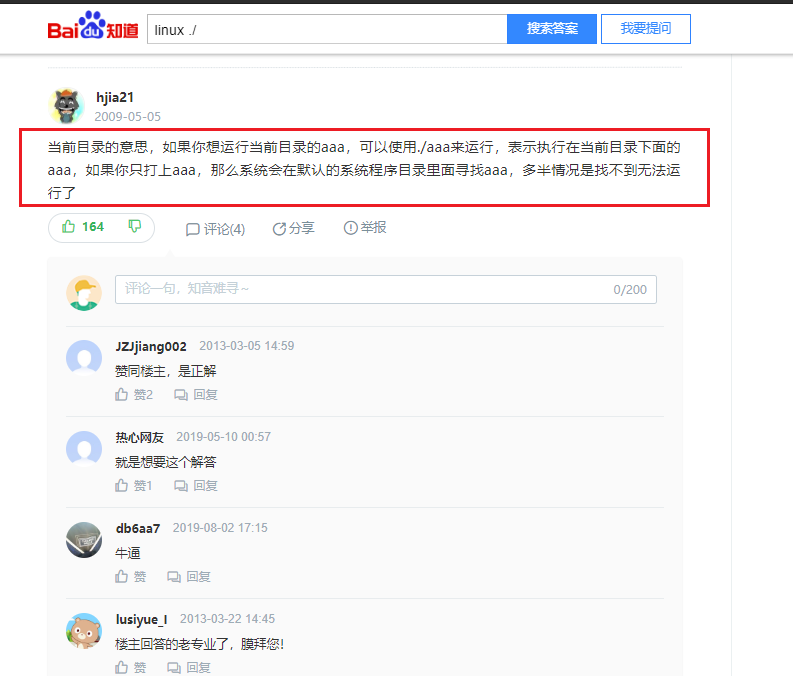 Bai du 知道
linux ./
搜索答案
我要提问
hjia21
2009-05-05
当前目录的意思，如果你想运行当前目录的aaa，可以使用./aaa来运行，表示执行在当前目录下面的
aaa，如果你只打上aaa，那么系统会在默认的系统程序目录里面寻找aaa，多半情况是找不到无法运
行了
164
评论(4)
分享
举报
评论一句，知音难寻~
0/200
JZJjiang002 2013-03-05 14:59
赞同楼主，是正解
赞2 回复
热心网友 2019-05-10 00:57
就是想要这个解答
赞1 回复
db6aa7 2019-08-02 17:15
牛逼
赞 回复
lusiyue_l 2013-03-22 14:45
楼主回答的老专业了，膜拜您!
赞 回复